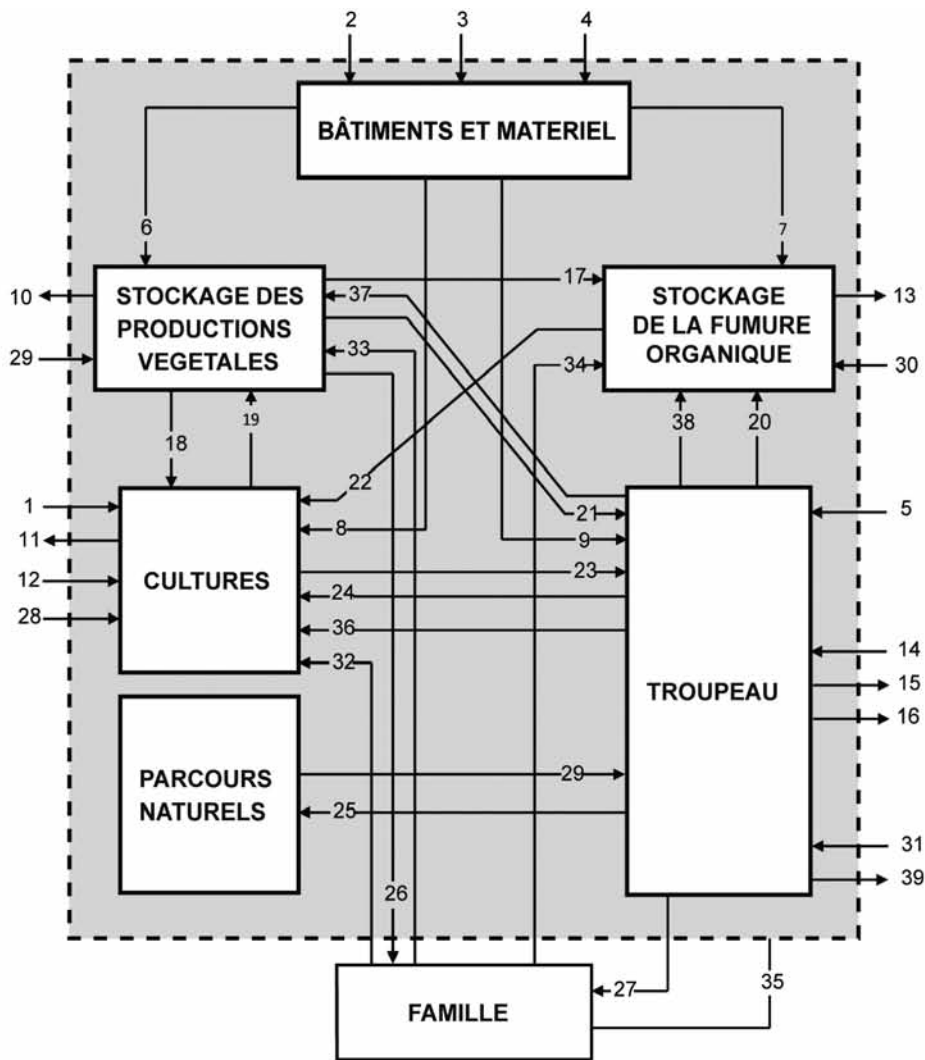 2 3 4
BÂTIMENTS ET MATERIEL
6 7
10 STOCKAGE DES
PRODUCTIONS
VEGETALES
17
37
STOCKAGE
DE LA FUMURE
ORGANIQUE
13
29
33
34
30
18 19
38 20
22
1
21
5
11
8
9
12
CULTURES
23
24
28
36
32
14
TROUPEAU
15
16
PARCOURS
NATURELS
29
25
31
39
26
27
35
FAMILLE